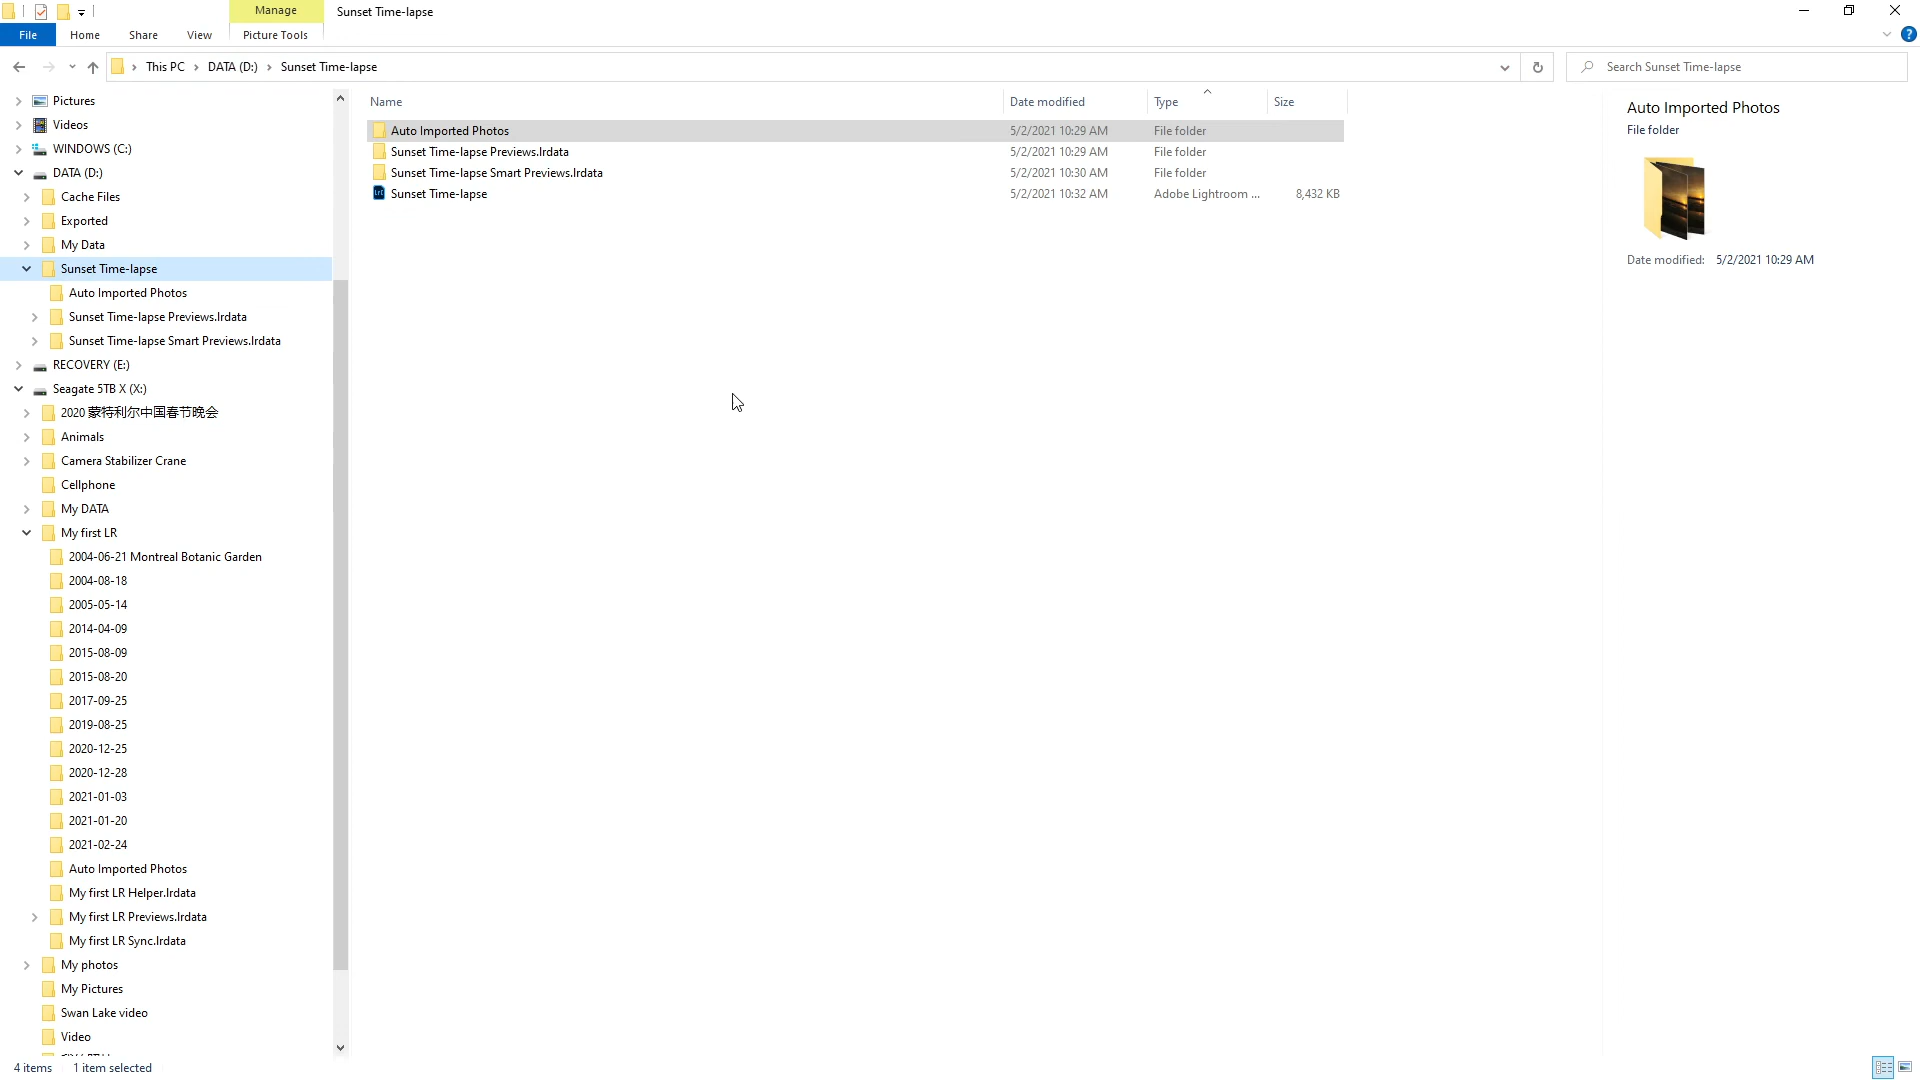 Manage
Sunset Time-lapse
File
Home
Share
View
Picture Tools
?
This PC
DATA (D:)
Sunset Time-lapse
Search Sunset Time-lapse
Pictures
Videos
WINDOWS (C:)
DATA (D:)
Cache Files
Exported
My Data
Sunset Time-lapse
Auto Imported Photos
Sunset Time-lapse Previews.lrdata
Sunset Time-lapse Smart Previews.lrdata
RECOVERY (E:)
Seagate 5TB X (X:)
2020 蒙特利尔中国春节晚会
Animals
Camera Stabilizer Crane
Cellphone
My DATA
My first LR
2004-06-21 Montreal Botanic Garden
2004-08-18
2005-05-14
2014-04-09
2015-08-09
2015-08-20
2017-09-25
2019-08-25
2020-12-25
2020-12-28
2021-01-03
2021-01-20
2021-02-24
Auto Imported Photos
My first LR Helper.lrdata
My first LR Previews.lrdata
My first LR Sync.lrdata
My photos
My Pictures
Swan Lake video
Video
Name Date modified Type Size
Auto Imported Photos 5/2/2021 10:29 AM File folder
Sunset Time-lapse Previews.lrdata 5/2/2021 10:29 AM File folder
Sunset Time-lapse Smart Previews.lrdata 5/2/2021 10:30 AM File folder
Sunset Time-lapse 5/2/2021 10:32 AM Adobe Lightroom ... 8,432 KB
Auto Imported Photos
File folder
Date modified: 5/2/2021 10:29 AM
4 items 1 item selected